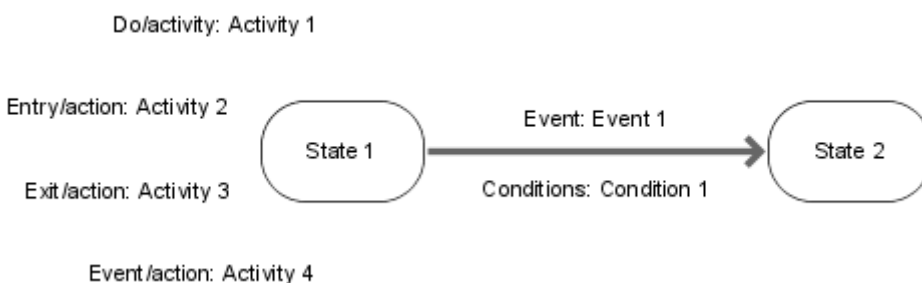 Do/activity: Activity 1
Entry/action: Activity 2
Event: Event 1
State 1
State 2
Exit/action: Activity 3
Conditions: Condition 1
Event/action: Activity 4